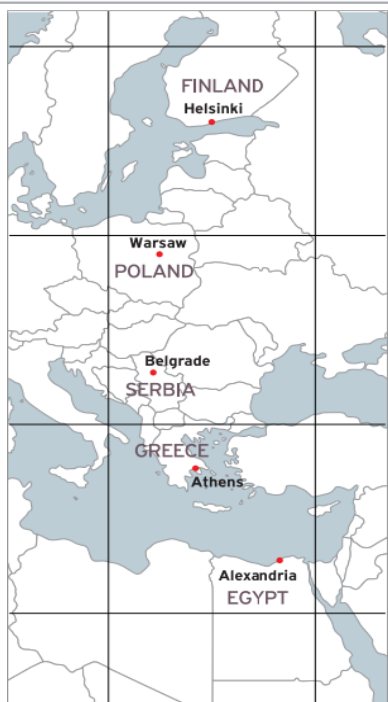 FINLAND
Helsinki
Warsaw
POLAND
Belgrade
SERBIA
GREECE
Athens
Alexandria
EGYPT